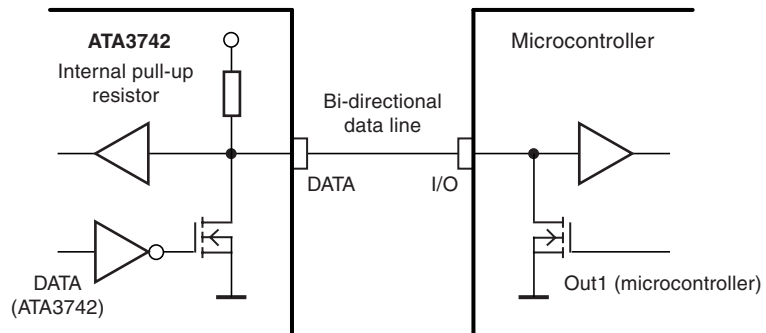 ATA3742
Internal pull-up
resistor
Bi-directional
data line
Microcontroller
DATA
I/O
DATA
(ATA3742)
Out1 (microcontroller)